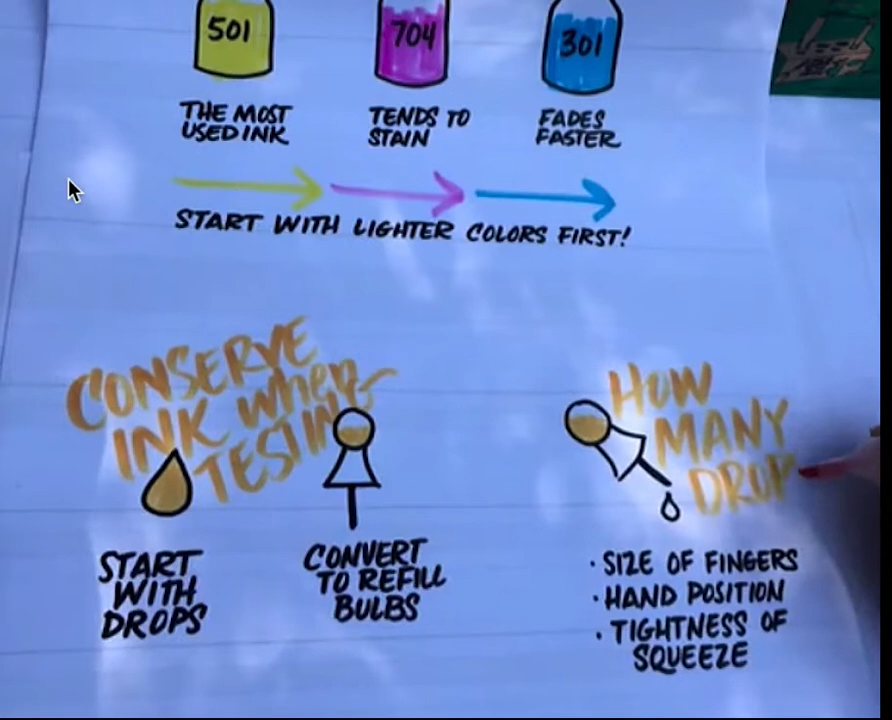 501
704
301
THE MOST
USED INK
TENDS TO
STAIN
FADES
FASTER
START WITH LIGHTER COLORS FIRST!
CONSERVE
INK when
TESTING
START
WITH
DROPS
CONVERT
TO REFILL
BULBS
HOW
MANY
DROP
· SIZE OF FINGERS
· HAND POSITION
· TIGHTNESS OF
SQUEEZE